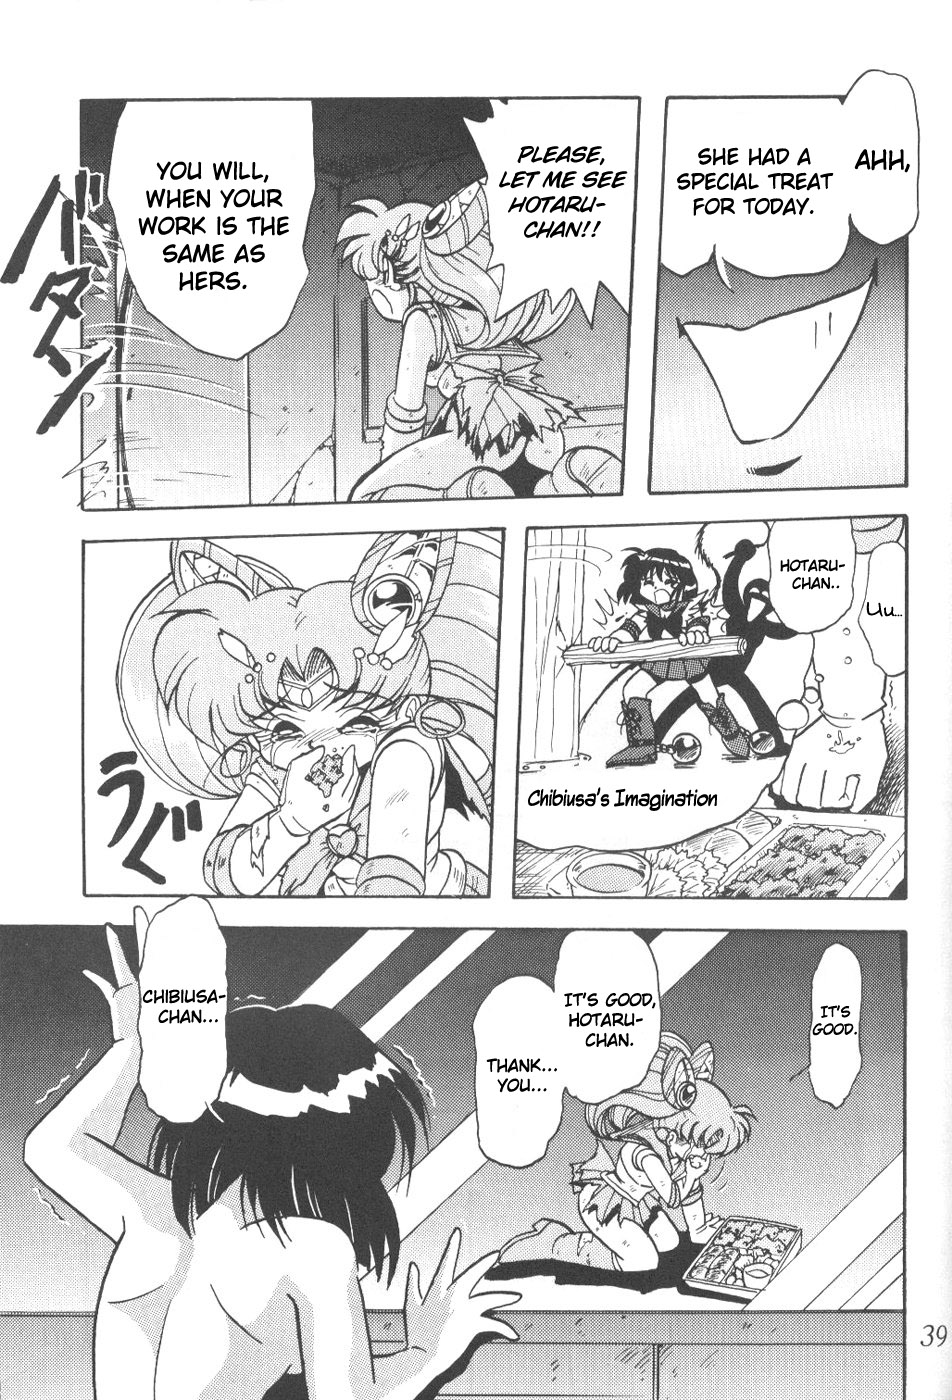 AHH,
SHE HAD A
SPECIAL TREAT
FOR TODAY.
PLEASE,
LET ME SEE
HOTARU-
CHAN!!
YOU WILL,
WHEN YOUR
WORK IS
THE SAME AS
HERS.
バタン
HOTARU-
CHAN..
Uu...
Chibiusa's Imagination
うぐ
IT'S
GOOD.
IT'S GOOD,
HOTARU-
CHAN.
THANK...
YOU...
CHIBIUSA-
CHAN...
39